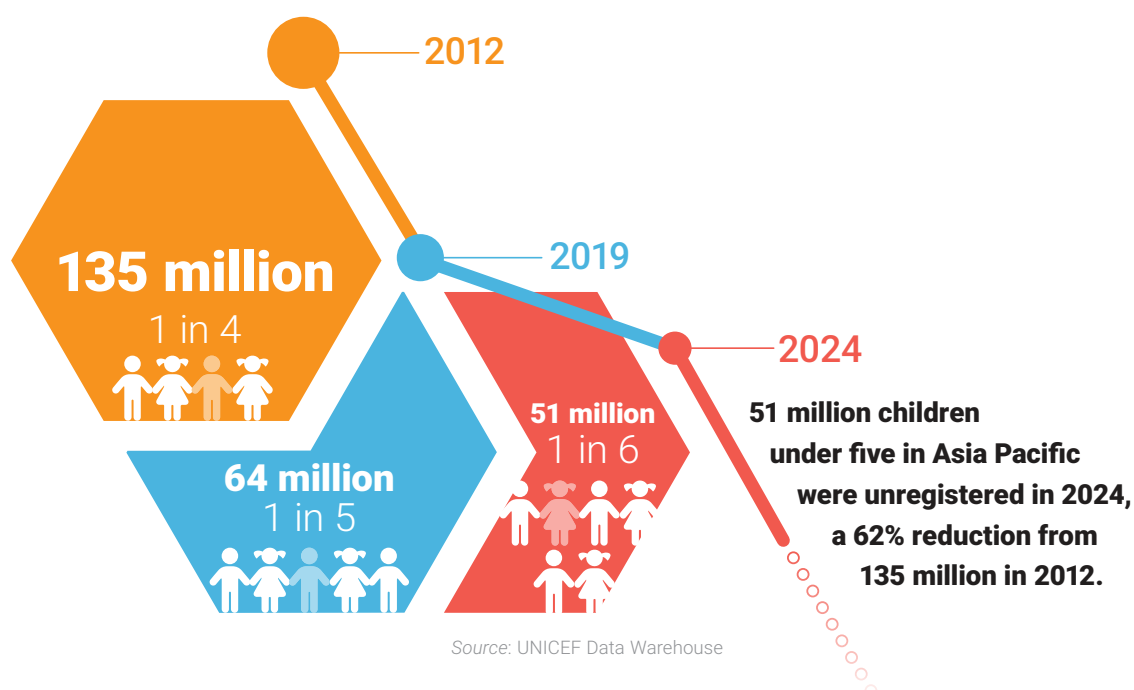 2012
135 million
1 in 4
2019
64 million
1 in 5
2024
51 million
1 in 6
51 million children
under five in Asia Pacific
were unregistered in 2024,
a 62% reduction from
135 million in 2012.
Source: UNICEF Data Warehouse